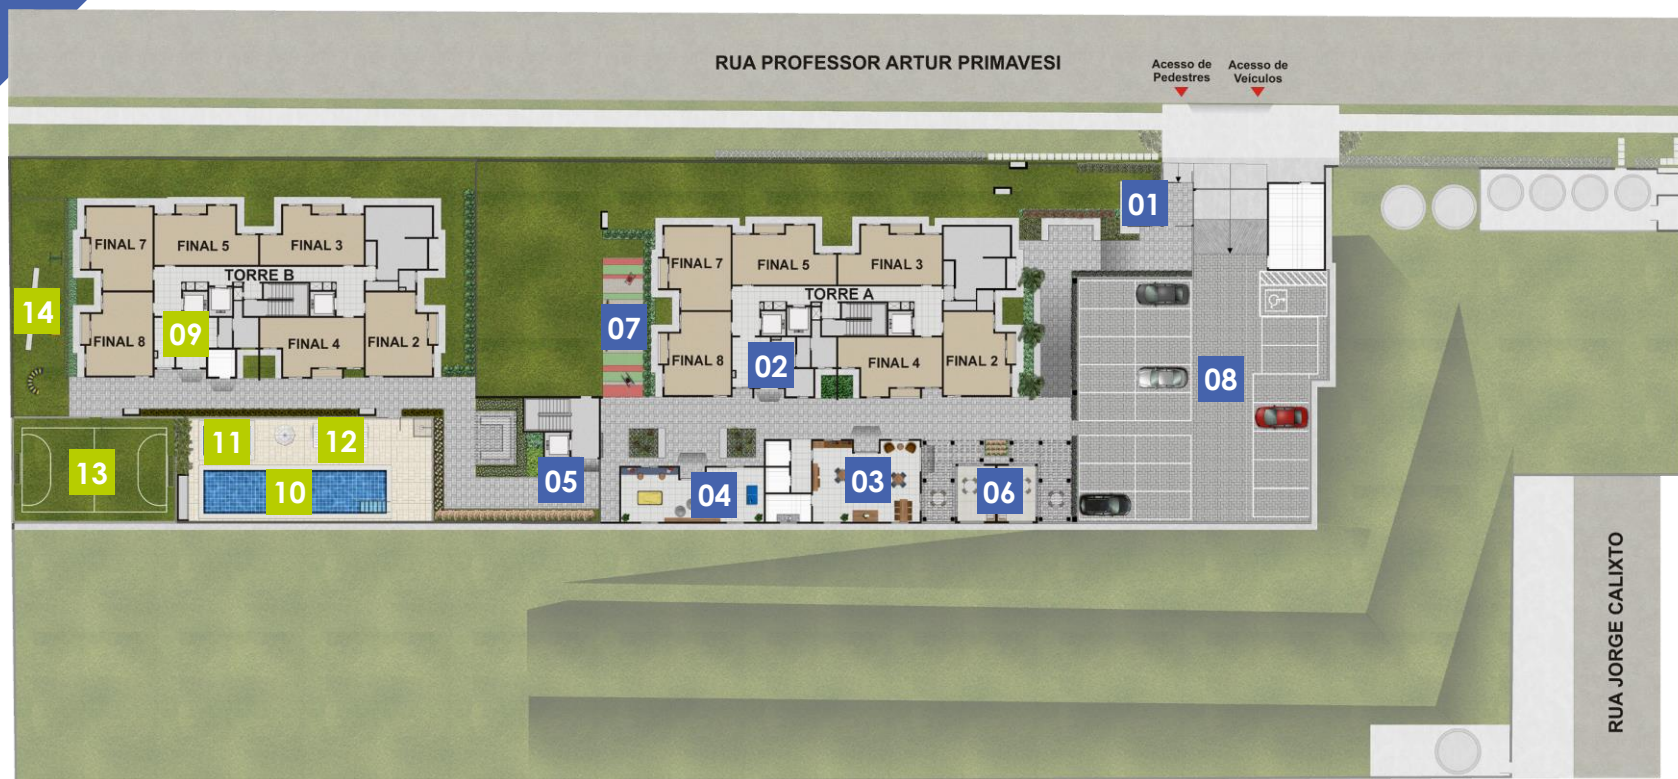 RUA PROFESSOR ARTUR PRIMAVESI
Acesso de
Pedestres
Acesso de
Veículos
01
FINAL 7
FINAL 5
FINAL 3
TORRE B
FINAL 8
FINAL 4
FINAL 2
09
14
FINAL 7
FINAL 5
FINAL 3
TORRE A
FINAL 8
FINAL 4
FINAL 2
02
07
08
11
12
13
10
05
04
03
06
RUA JORGE CALIXTO